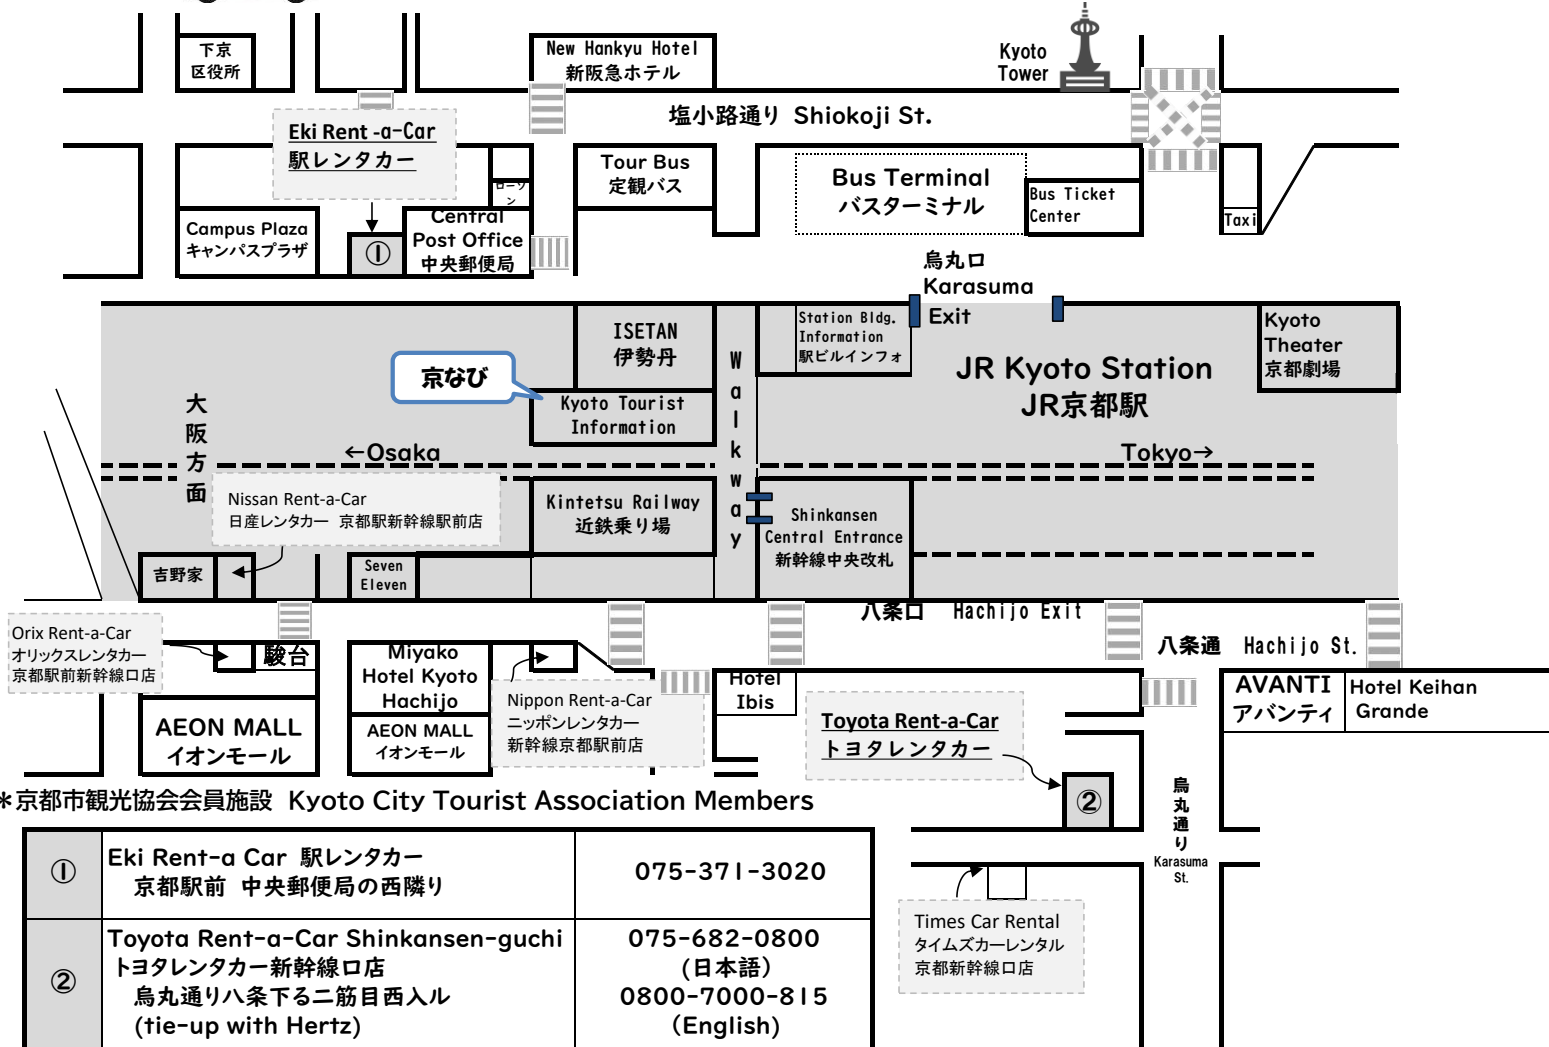 下京
区役所
New Hankyu Hotel
新阪急ホテル
Kyoto
Tower
塩小路通り Shiokoji St.
Eki Rent -a-Car
駅レンタカー
ローソ
ン
Tour Bus
定観バス
Bus Terminal
バスターミナル
Bus Ticket
Center
Taxi
Campus Plaza
キャンパスプラザ
①
Central
Post Office
中央郵便局
烏丸口
Karasuma
Exit
ISETAN
伊勢丹
Walkway
Station Bldg.
Information
駅ビルインフォ
Kyoto
Theater
京都劇場
JR Kyoto Station
JR京都駅
京なび
Kyoto Tourist
Information
大阪方面
←Osaka
Tokyo→
Nissan Rent-a-Car
日産レンタカー 京都駅新幹線駅前店
Kintetsu Railway
近鉄乗り場
Shinkansen
Central Entrance
新幹線中央改札
吉野家
Seven
Eleven
八条口 Hachijo Exit
八条通 Hachijo St.
Orix Rent-a-Car
オリックスレンタカー
京都駅前新幹線口店
駿台
Miyako
Hotel Kyoto
Hachijo
Nippon Rent-a-Car
ニッポンレンタカー
新幹線京都駅前店
Hotel
Ibis
Toyota Rent-a-Car
トヨタレンタカー
AVANTI
アバンティ
Hotel Keihan
Grande
AEON MALL
イオンモール
AEON MALL
イオンモール
②
烏丸通り
Karasuma
St.
*京都市観光協会会員施設 Kyoto City Tourist Association Members
① Eki Rent-a Car 駅レンタカー
京都駅前 中央郵便局の西隣り
075-371-3020
② Toyota Rent-a-Car Shinkansen-guchi
トヨタレンタカー新幹線口店
烏丸通り八条下る二筋目西入ル
(tie-up with Hertz)
075-682-0800
(日本語)
0800-7000-815
(English)
Times Car Rental
タイムズカーレンタル
京都新幹線口店